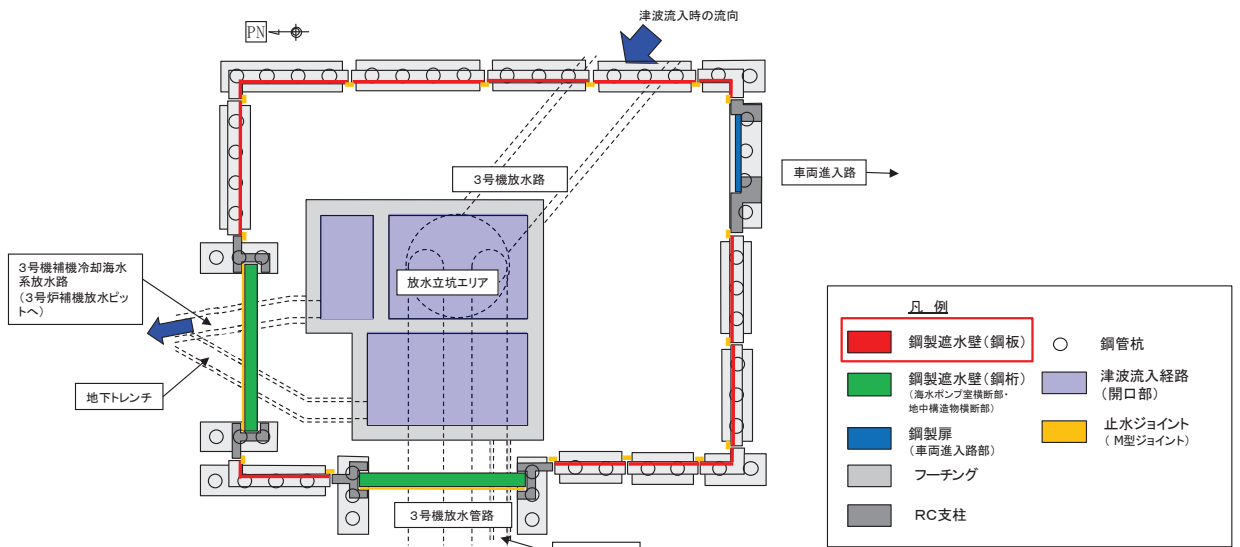 津波流入時の流向
PN
3号機放水路
車両進入路
3号機補機冷却海水
系放水路
(3号炉補機放水ピッ
トへ)
放水立坑エリア
地下トレンチ
3号機放水管路
凡 例
鋼製遮水壁(鋼板)
鋼管杭
鋼製遮水壁(鋼桁)
(海水ポンプ室横断部・
地中構造物横断部)
津波流入経路
(開口部)
鋼製扉
(車両進入路部)
止水ジョイント
( M型ジョイント)
フーチング
RC支柱